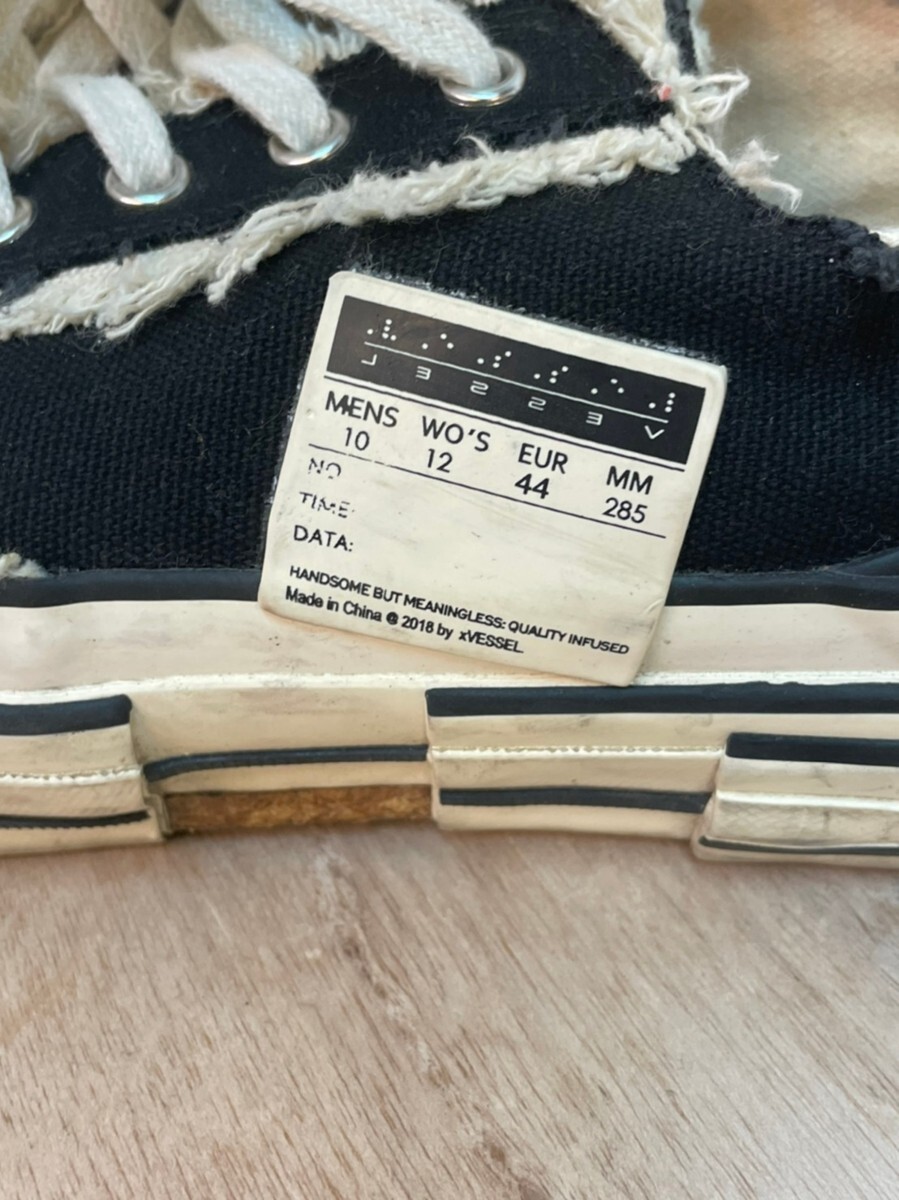 VESSEL
MENS WO'S EUR MM
10 12 44 285
NO
TIME:
DATA:
HANDSOME BUT MEANINGLESS: QUALITY INFUSED
Made in China @ 2018 by xVESSEL